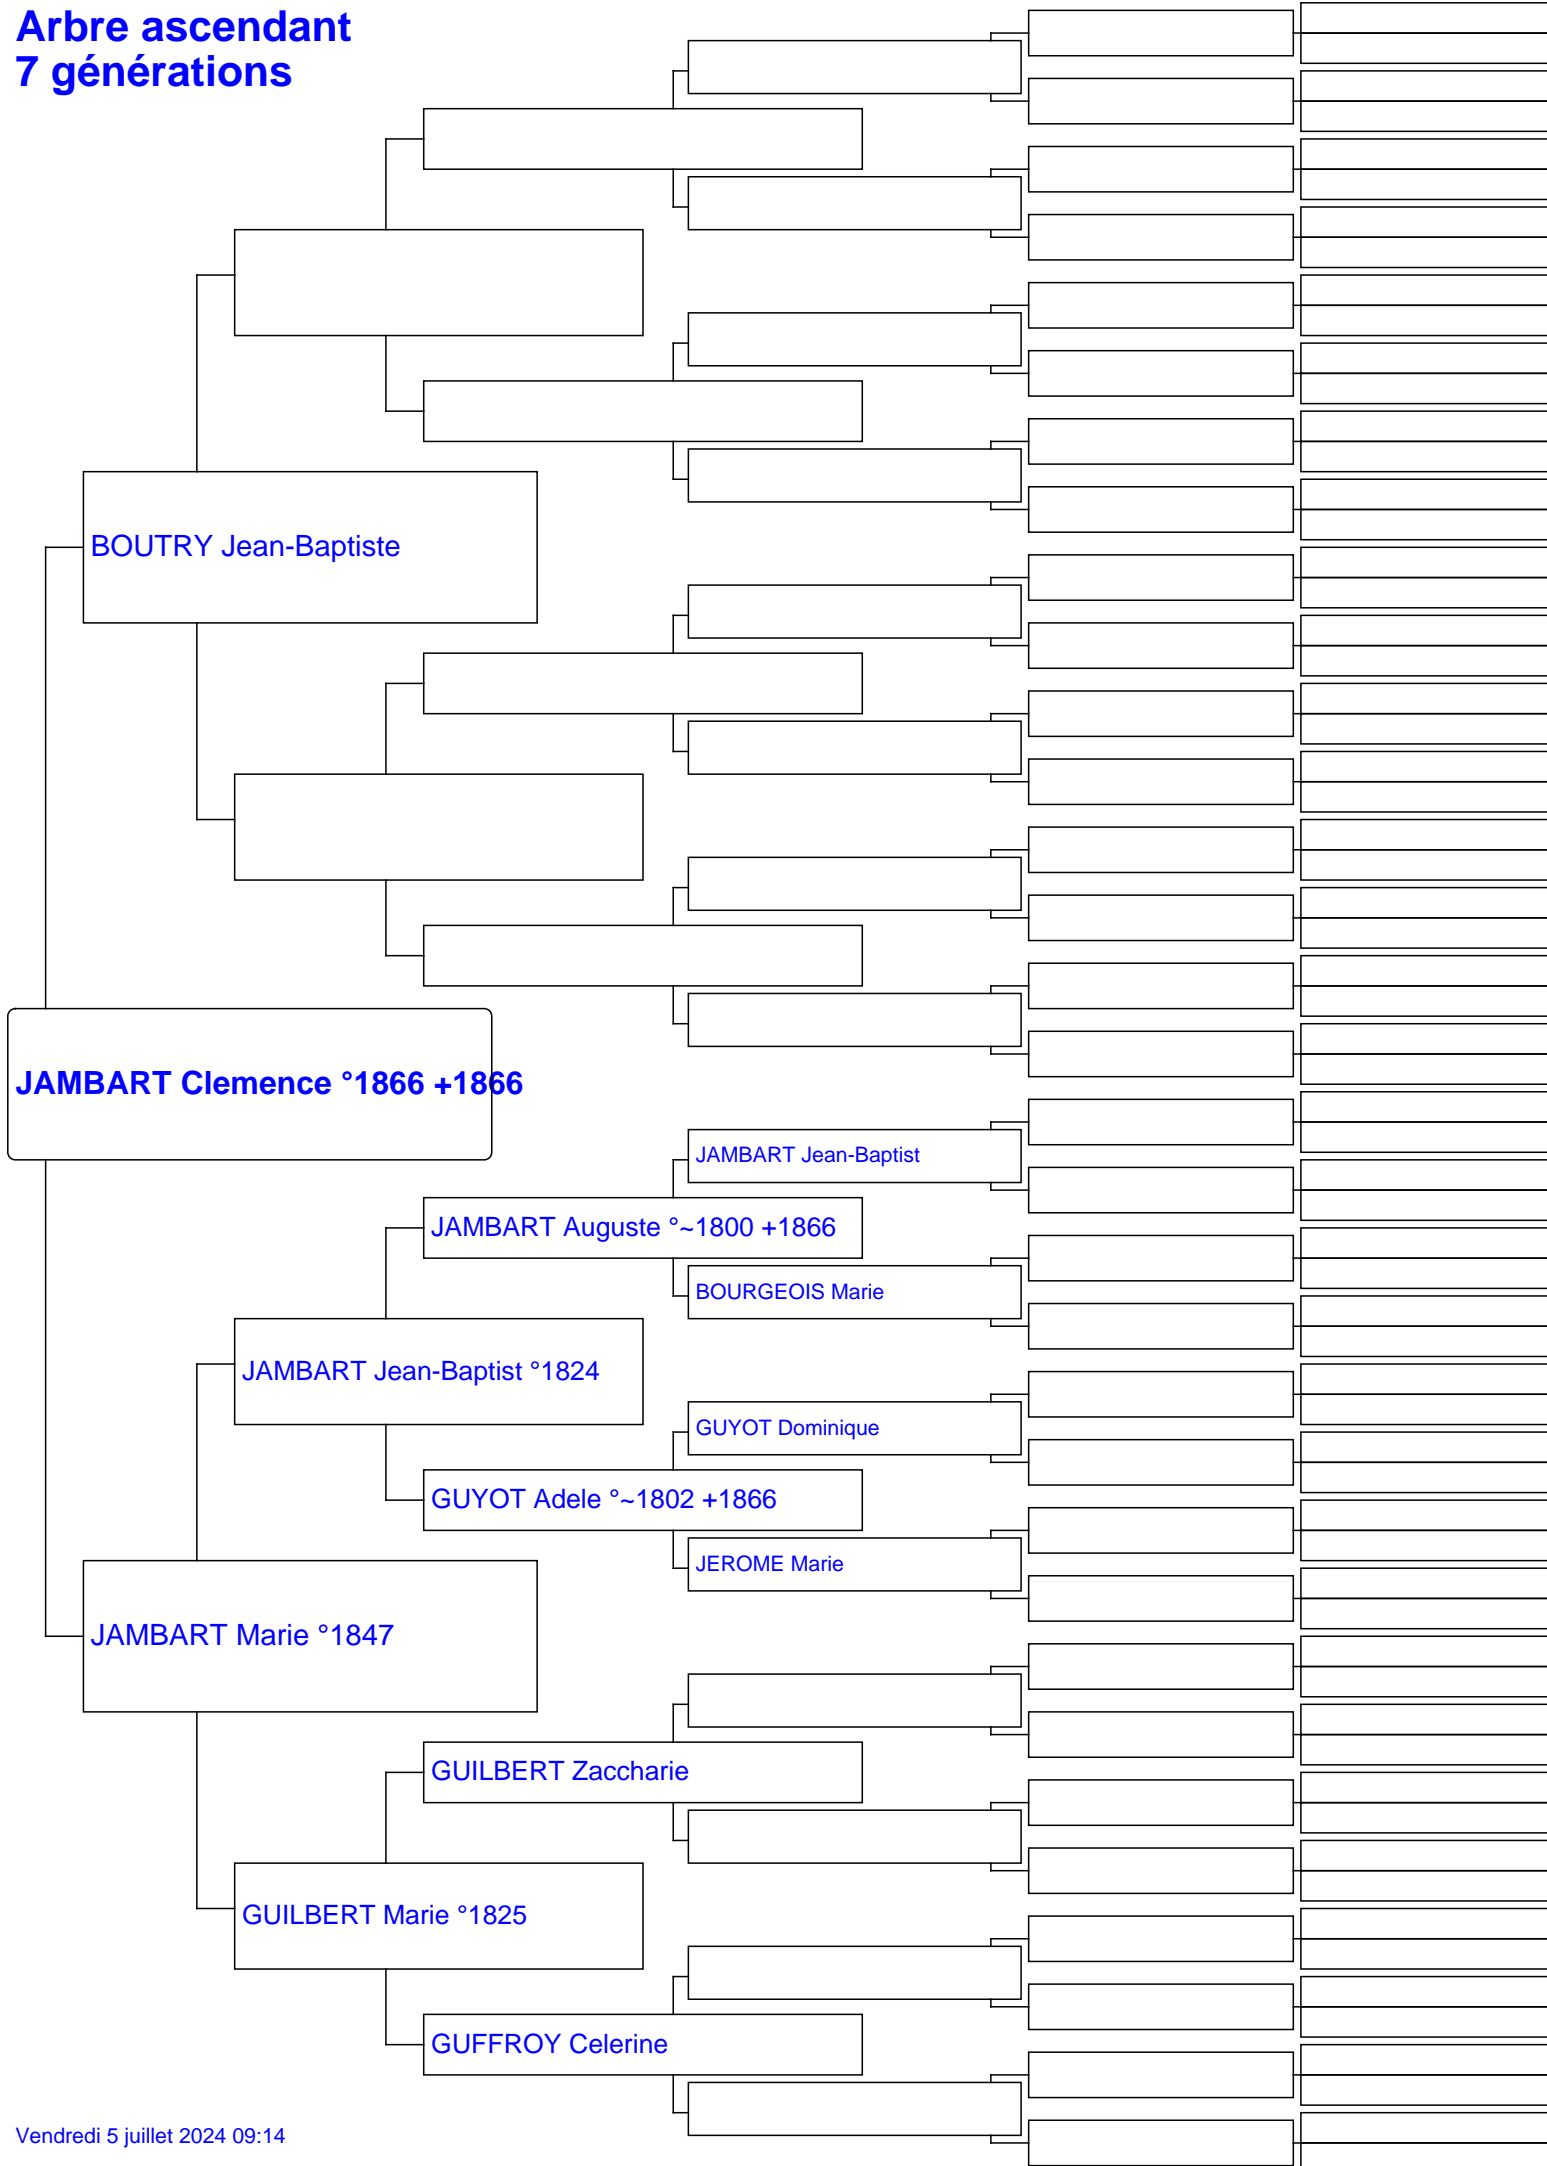 Arbre ascendant
7 générations
BOUTRY Jean-Baptiste
JAMBART Clemence °1866 +1866
JAMBART Jean-Baptist
JAMBART Auguste °~1800 +1866
BOURGEOIS Marie
JAMBART Jean-Baptist °1824
GUYOT Dominique
GUYOT Adele °~1802 +1866
JEROME Marie
JAMBART Marie °1847
GUILBERT Zaccharie
GUILBERT Marie °1825
GUFFROY Celerine
Vendredi 5 juillet 2024 09:14